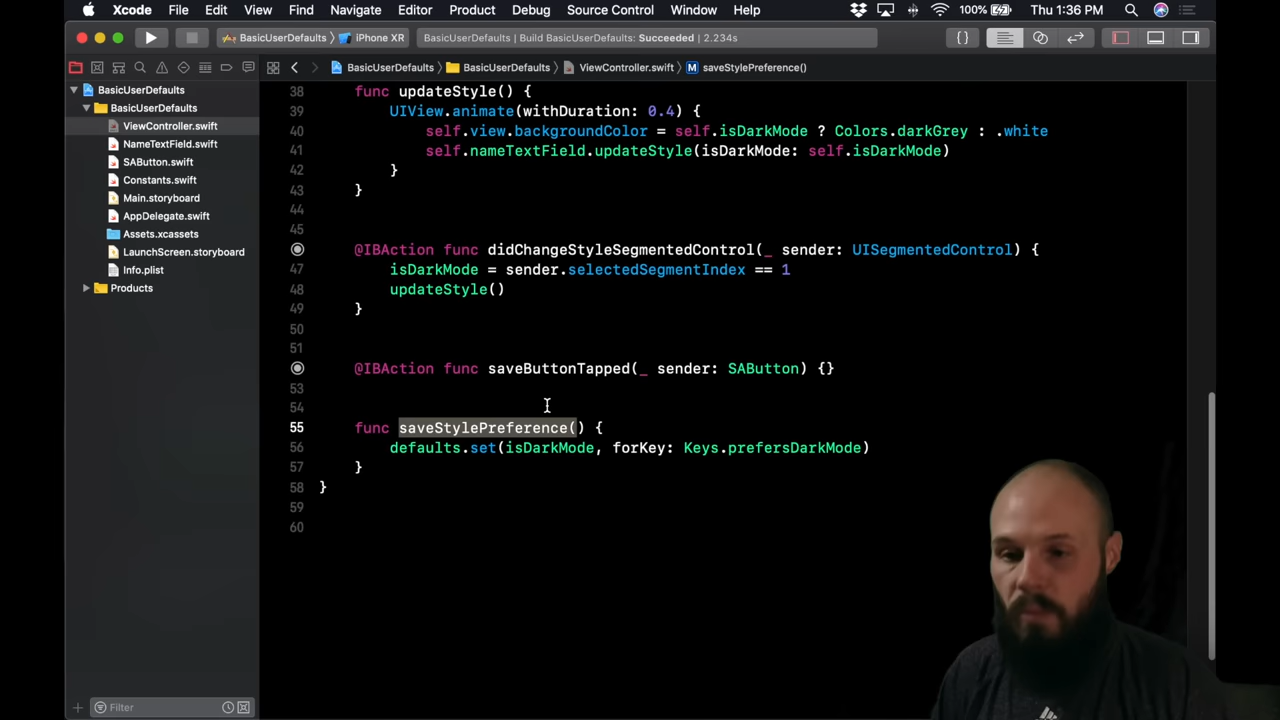 Xcode File Edit View Find Navigate Editor Product Debug Source Control Window Help 100% Thu 1:36 PM
BasicUserDefaults iPhone XR BasicUserDefaults | Build BasicUserDefaults: Succeeded | 2.234s
BasicUserDefaults BasicUserDefaults ViewController.swift M saveStylePreference()
BasicUserDefaults
BasicUserDefaults
ViewController.swift
NameTextField.swift
SAButton.swift
Constants.swift
Main.storyboard
AppDelegate.swift
Assets.xcassets
LaunchScreen.storyboard
Info.plist
Products
Filter
38 func updateStyle() {
39 UIView.animate(withDuration: 0.4) {
40 self.view.backgroundColor = self.isDarkMode ? Colors.darkGrey : .white
41 self.nameTextField.updateStyle(isDarkMode: self.isDarkMode)
42 }
43 }
44
45
@IBAction func didChangeStyleSegmentedControl(_ sender: UISegmentedControl) {
47 isDarkMode = sender.selectedSegmentIndex == 1
48 updateStyle()
49 }
50
51
@IBAction func saveButtonTapped(_ sender: SAButton) {}
53
54
55 func saveStylePreference() {
56 defaults.set(isDarkMode, forKey: Keys.prefersDarkMode)
57 }
58 }
59
60